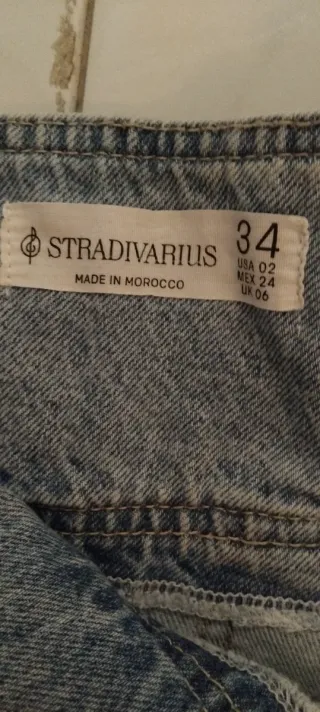 STRADIVARIUS
MADE IN MOROCCO
34
USA 02
MEX 24
UK 06